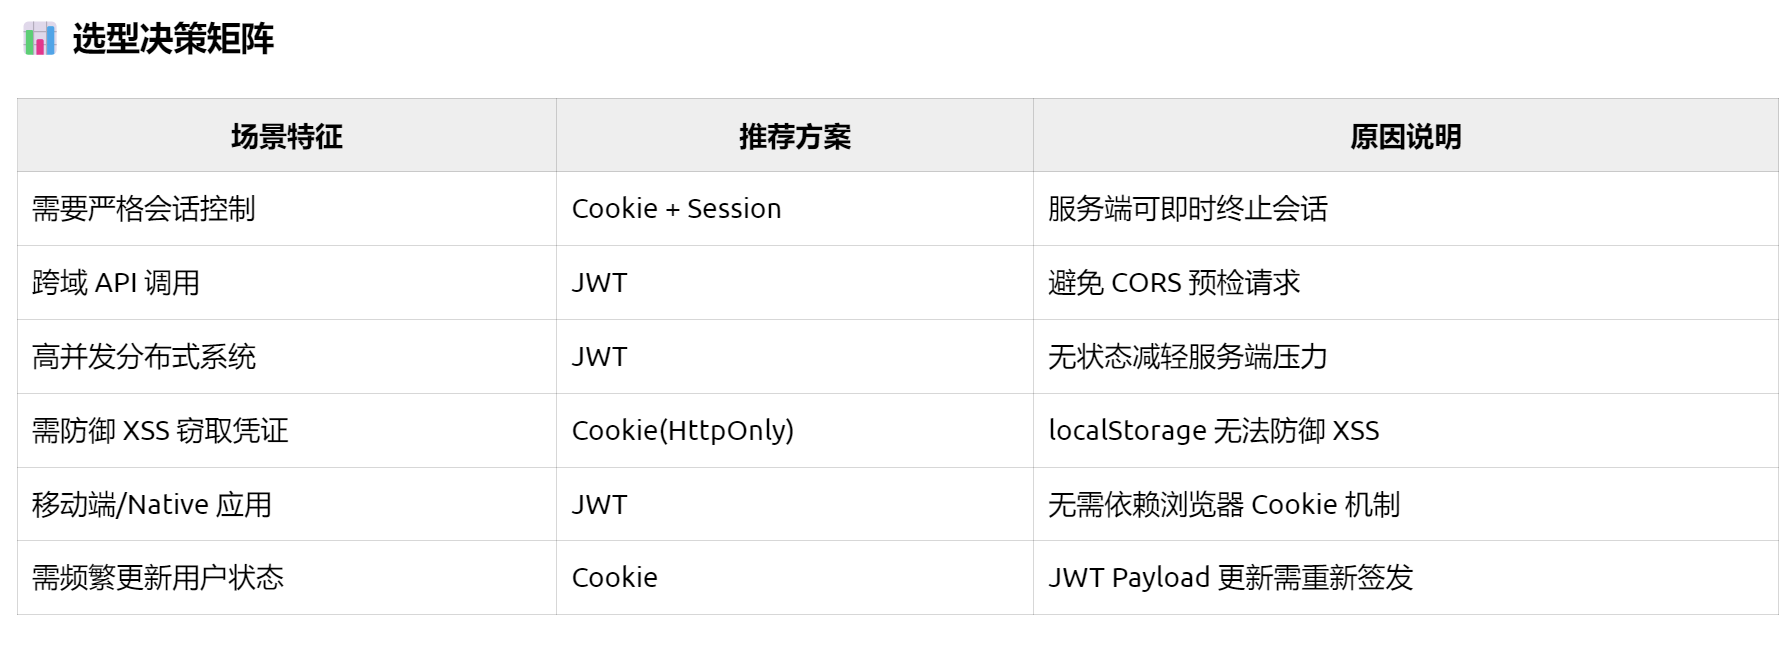 选型决策矩阵
场景特征 推荐方案 原因说明
需要严格会话控制 Cookie + Session 服务端可即时终止会话
跨域 API 调用 JWT 避免 CORS 预检请求
高并发分布式系统 JWT 无状态减轻服务端压力
需防御 XSS 窃取凭证 Cookie(HttpOnly) localStorage 无法防御 XSS
移动端/Native 应用 JWT 无需依赖浏览器 Cookie 机制
需频繁更新用户状态 Cookie JWT Payload 更新需重新签发